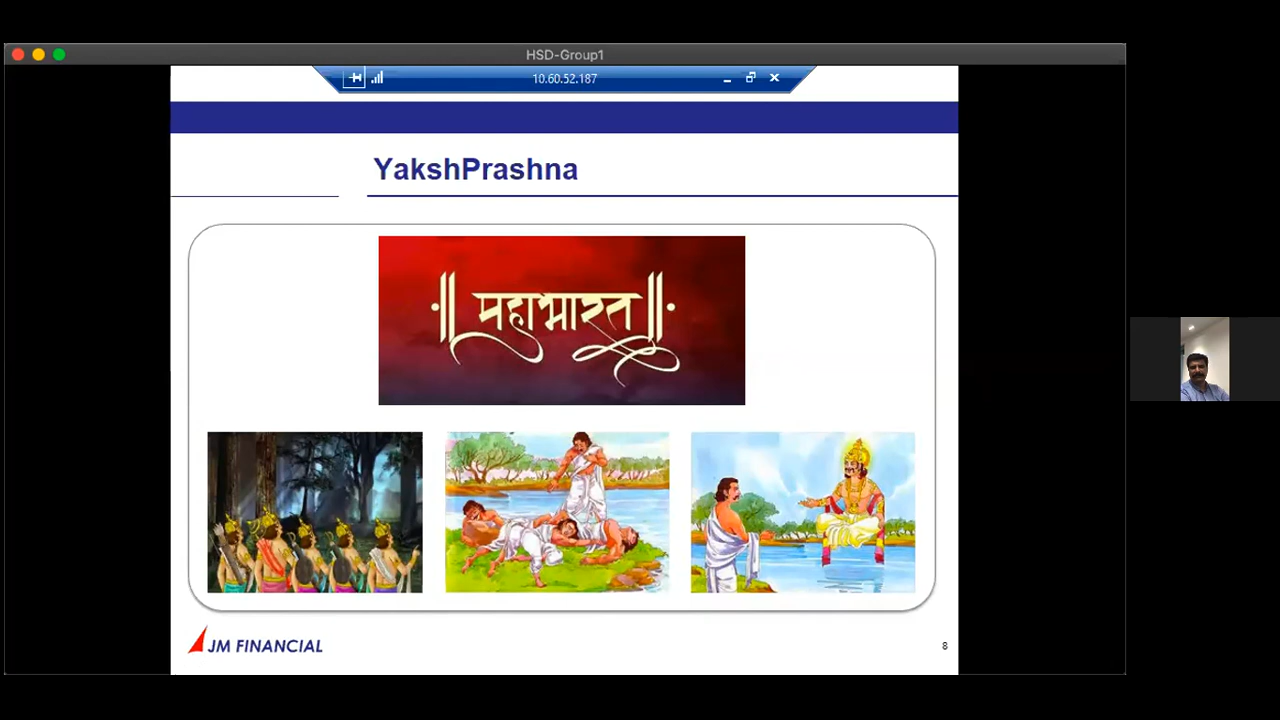 HSD-Group1
10.60.52.187
YakshPrashna
॥ महाभारत ॥
JM FINANCIAL
8